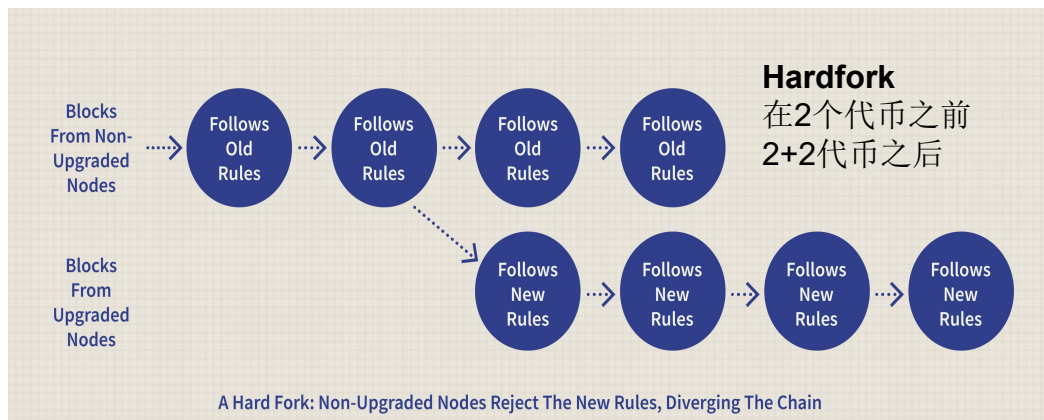 Hardfork
在2个代币之前
2+2代币之后
Blocks
From Non-
Upgraded
Nodes
Follows
Old
Rules
Follows
Old
Rules
Follows
Old
Rules
Follows
Old
Rules
Blocks
From
Upgraded
Nodes
Follows
New
Rules
Follows
New
Rules
Follows
New
Rules
Follows
New
Rules
A Hard Fork: Non-Upgraded Nodes Reject The New Rules, Diverging The Chain